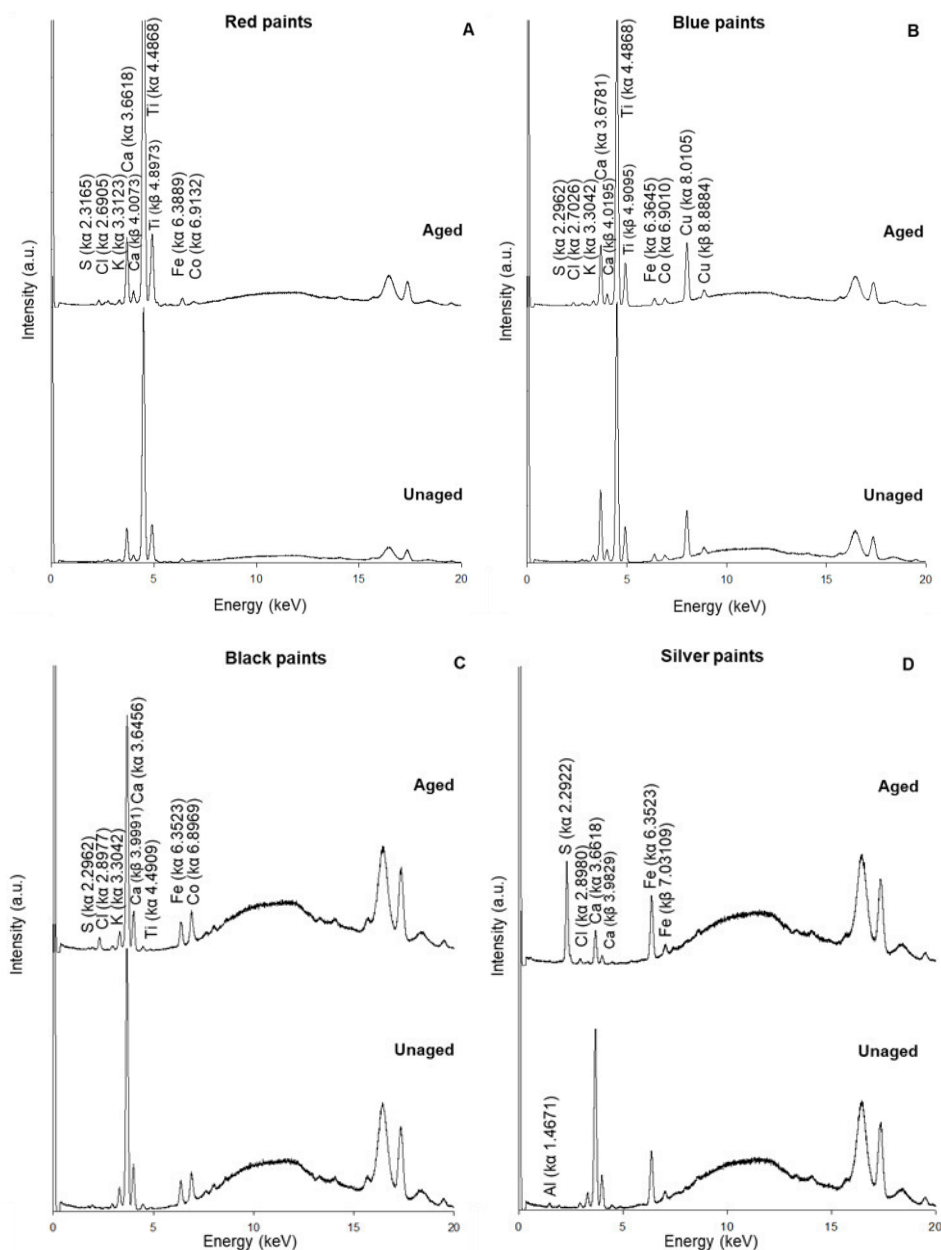 Red paints
A
S (kα 2.3165)
Cl (kα 2.6905)
K (kα 3.3123)
Ca (kα 3.6618)
Ca (kβ 4.0073)
Ti (kα 4.4868)
Ti (kβ 4.8973)
Fe (kα 6.3889)
Co (kα 6.9132)
Aged
Unaged
Intensity (a.u.)
0
5
10
15
20
Energy (keV)
Blue paints
B
S (kα 2.2962)
Cl (kα 2.7026)
K (kα 3.3042)
Ca (kα 3.6781)
Ca (kβ 4.0195)
Ti (kα 4.4868)
Ti (kβ 4.9095)
Fe (kα 6.3645)
Co (kα 6.9010)
Cu (kα 8.0105)
Cu (kβ 8.8884)
Aged
Unaged
Intensity (a.u.)
0
5
10
15
20
Energy (keV)
Black paints
C
S (kα 2.2962)
Cl (kα 2.8977)
K (kα 3.3042)
Ca (kβ 3.9991)
Ca (kα 3.6456)
Ti (kα 4.4909)
Fe (kα 6.3523)
Co (kα 6.8969)
Aged
Unaged
Intensity (a.u.)
0
5
10
15
20
Energy (keV)
Silver paints
D
S (kα 2.2922)
Cl (kα 2.8980)
Ca (kα 3.6618)
Ca (kβ 3.9829)
Fe (kα 6.3523)
Fe (kβ 7.03109)
Aged
Al (kα 1.4671)
Unaged
Intensity (a.u.)
0
5
10
15
20
Energy (keV)